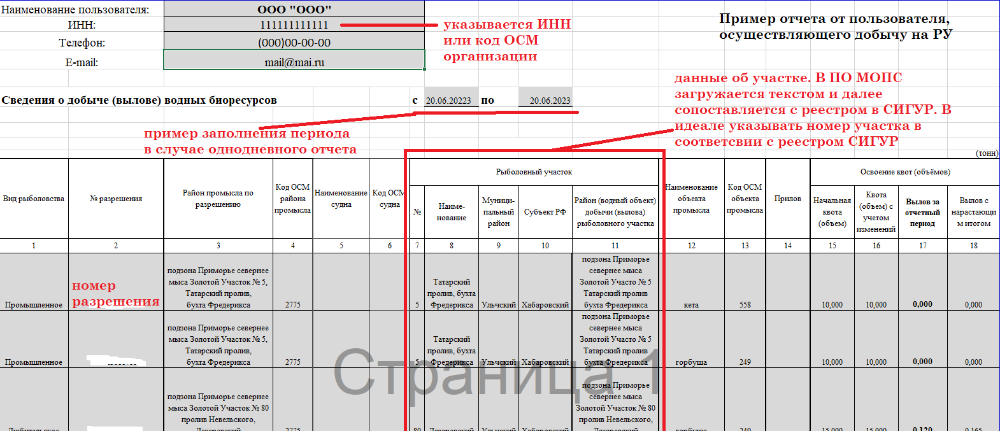 Наименование пользователя:
ООО "ООО"
ИНН:
111111111111
Телефон:
(000)00-00-00
E-mail:
mail@mai.ru
указывается ИНН
или код ОСМ
организации
Пример отчета от пользователя,
осуществляющего добычу на РУ
Сведения о добыче (вылове) водных биоресурсов
с 20.06.20223 по 20.06.2023
данные об участке. В ПО МОПС
загружается текстом и далее
сопоставляется с реестром в СИГУР. В
идеале указывать номер участка в
соответсвии с реестром СИГУР
пример заполнения периода
в случае однодневного отчета
(тонн)
Вид рыболовства
№ разрешения
Район промысла по
разрешению
Код ОСМ
района
промысла
Наименование
судна
Код ОСМ
судна
Рыболовный участок
№
Наиме-
нование
Муници-
пальный
район
Субъект РФ
Район (водный объект)
добычи (вылова)
рыболовного участка
Наименование
объекта
промысла
Код ОСМ
объекта
промысла
Прилов
Освоение квот (объёмов)
Начальная
квота
(объем)
Квота
(объем) с
учетом
изменений
Вылов за
отчетный
период
Вылов с
нарастающи
м итогом
1 2 3 4 5 6 7 8 9 10 11 12 13 14 15 16 17 18
Промышленное
номер
разрешения
подзона Приморье севернее
мыса Золотой Участок № 5,
Татарский пролив,
бухта Фредерикса
2775
5
Татарский
пролив, бухта
Фредерикса
Ульчский
Хабаровский
подзона Приморье
севернее мыса
Золотой Участо № 5
Татарский пролив
бухта Фредерикса
кета
558
10,000
10,000
0,000
0,000
Промышленное
подзона Приморье севернее
мыса Золотой Участок № 5,
Татарский пролив,
бухта Фредерикса
2775
5
Татарский
пролив, бухта
Фредерикса
Ульчский
Хабаровский
подзона Приморье
севернее мыса
Золотой Участ № 5
Татарский пролив
бухта Фредерикса
горбуша
249
10,000
10,000
0,000
0,000
Страница 1
Любительское
подзона Приморье севернее
мыса Золотой Участок № 80
пролив Невельского,
Лазаревский
2775
80
Лазаревский
Ульчский
Хабаровский
подзона Приморье
севернее мыса
Золотой Участок № 80
пролив Невельского,
Лазаревский
горбуша
249
15,000
15,000
0,120
0,165